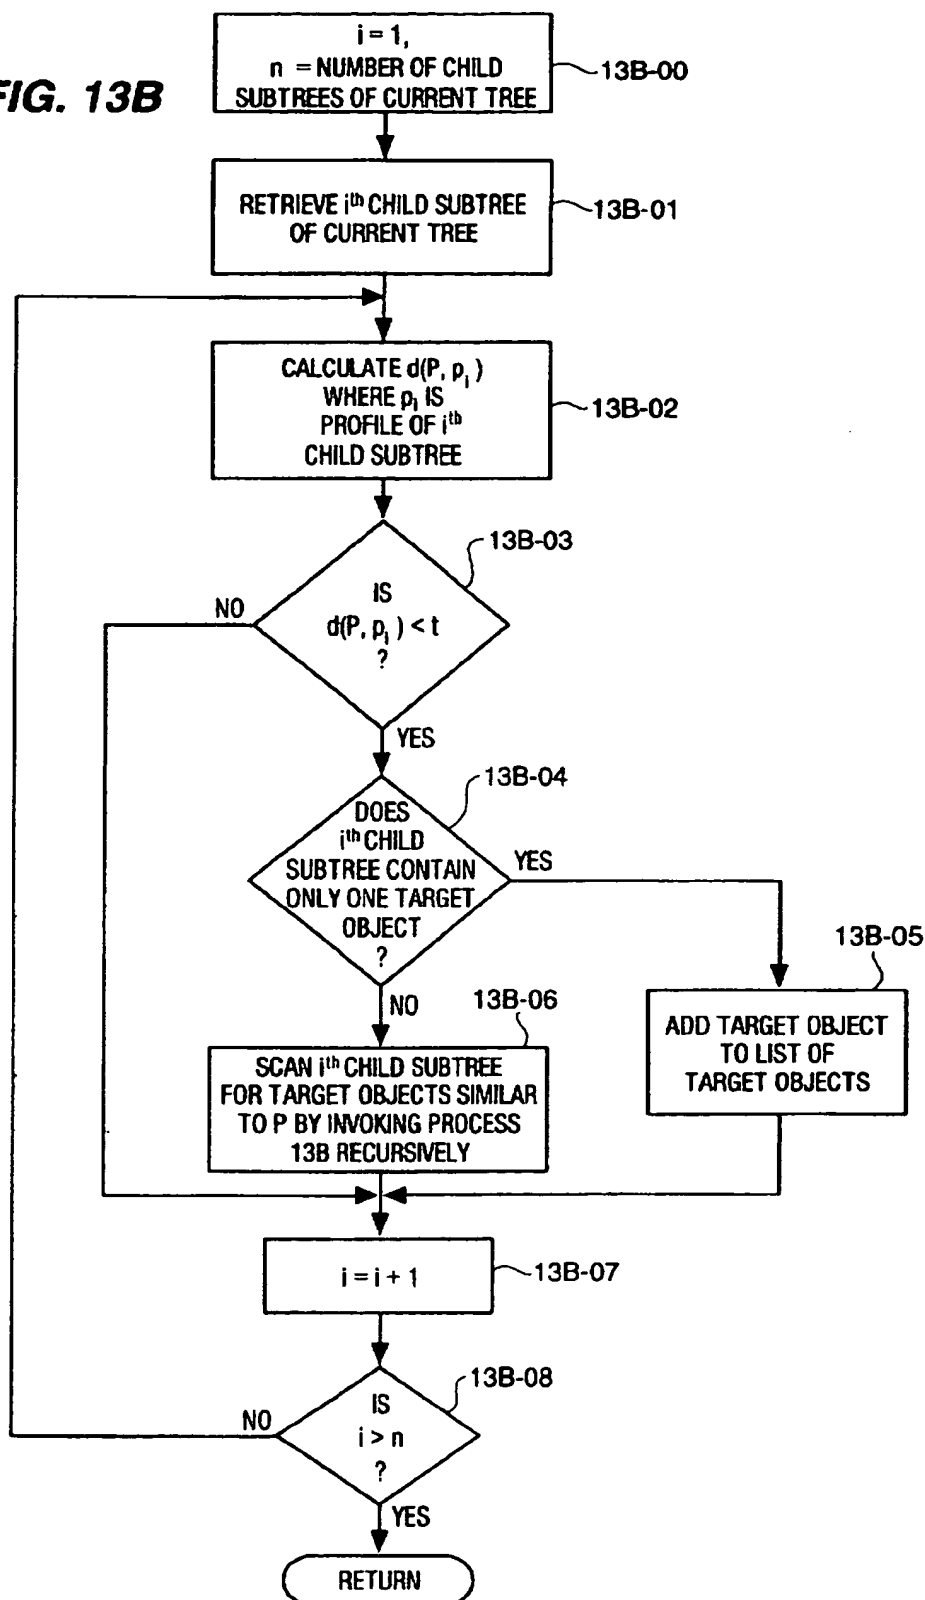 FIG. 13B
i = 1,
n = NUMBER OF CHILD
SUBTREES OF CURRENT TREE
13B-00
RETRIEVE ith CHILD SUBTREE
OF CURRENT TREE
13B-01
CALCULATE d(P, pi)
WHERE pi IS
PROFILE OF ith
CHILD SUBTREE
13B-02
13B-03
IS
d(P, pi) < t
?
NO
YES
13B-04
DOES
ith CHILD
SUBTREE CONTAIN
ONLY ONE TARGET
OBJECT
?
YES
NO
13B-05
ADD TARGET OBJECT
TO LIST OF
TARGET OBJECTS
13B-06
SCAN ith CHILD SUBTREE
FOR TARGET OBJECTS SIMILAR
TO P BY INVOKING PROCESS
13B RECURSIVELY
i = i + 1
13B-07
13B-08
IS
i > n
?
NO
YES
RETURN